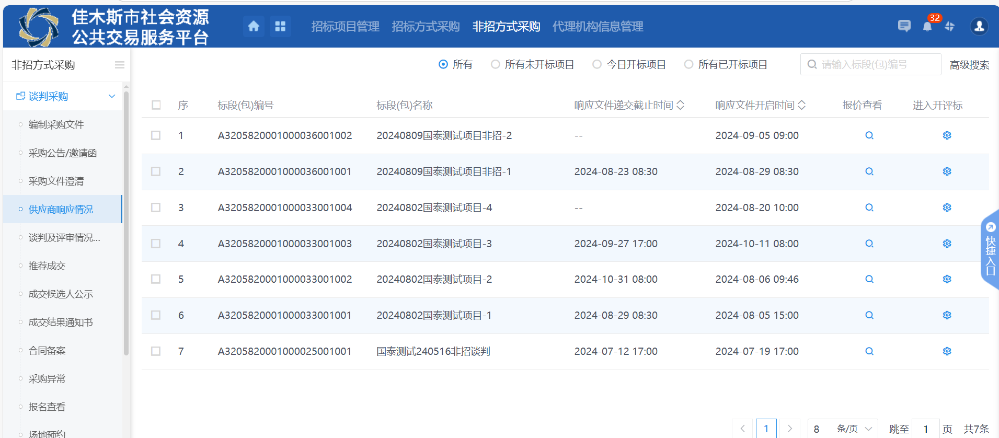 佳木斯市社会资源
公共交易服务平台
招标项目管理 招标方式采购 非招方式采购 代理机构信息管理
32
非招方式采购
谈判采购
编制采购文件
采购公告/邀请函
采购文件澄清
供应商响应情况
谈判及评审情况...
推荐成交
成交候选人公示
成交结果通知书
合同备案
采购异常
报名查看
场地预约
所有 所有未开标项目 今日开标项目 所有已开标项目 请输入标段(包)编号 高级搜索
序 标段(包)编号 标段(包)名称 响应文件递交截止时间 响应文件开启时间 报价查看 进入开评标
1 A3205820001000036001002 20240809国泰测试项目非招-2 -- 2024-09-05 09:00
2 A3205820001000036001001 20240809国泰测试项目非招-1 2024-08-23 08:30 2024-08-29 08:30
3 A3205820001000033001004 20240802国泰测试项目-4 -- 2024-08-20 10:00
4 A3205820001000033001003 20240802国泰测试项目-3 2024-09-27 17:00 2024-10-11 08:00
5 A3205820001000033001002 20240802国泰测试项目-2 2024-10-31 08:00 2024-08-06 09:46
6 A3205820001000033001001 20240802国泰测试项目-1 2024-08-29 08:30 2024-08-05 15:00
7 A3205820001000025001001 国泰测试240516非招谈判 2024-07-12 17:00 2024-07-19 17:00
快捷入口
1 8 条/页 跳至 1 页 共7条